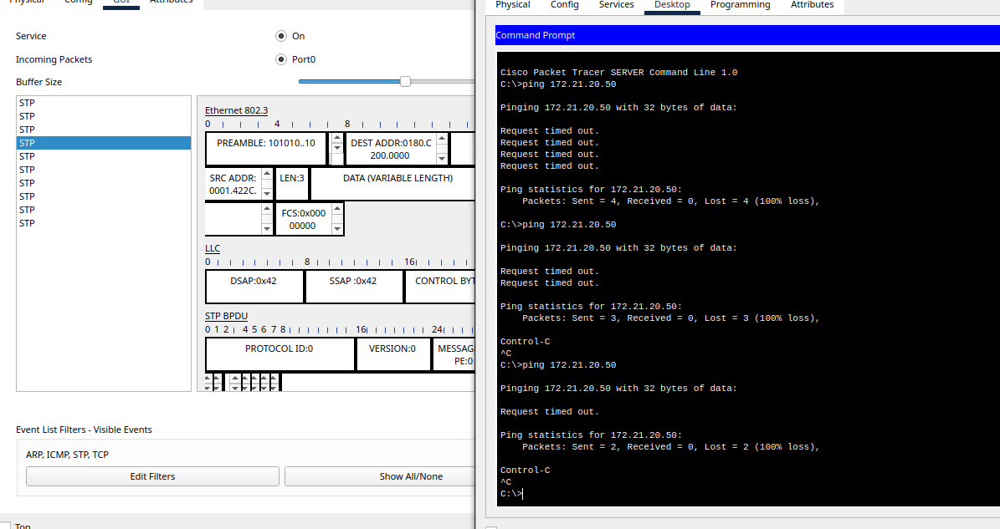 Physical Config GUI Attributes
Service
On
Incoming Packets
Port0
Buffer Size
STP
STP
STP
STP
STP
STP
STP
STP
STP
STP
Ethernet 802.3
0 4 8
PREAMBLE: 101010..10
DEST ADDR:0180.C
200.0000
SRC ADDR:
0001.422C.
LEN:3
DATA (VARIABLE LENGTH)
FCS:0x000
00000
LLC
0 8 16
DSAP:0x42
SSAP :0x42
CONTROL BYT
STP BPDU
0 1 2 4 5 6 7 8 16 24
PROTOCOL ID:0
VERSION:0
MESSAG
PE:0
Event List Filters - Visible Events
ARP, ICMP, STP, TCP
Edit Filters
Show All/None
Top
Physical Config Services Desktop Programming Attributes
Command Prompt
Cisco Packet Tracer SERVER Command Line 1.0
C:\>ping 172.21.20.50
Pinging 172.21.20.50 with 32 bytes of data:
Request timed out.
Request timed out.
Request timed out.
Request timed out.
Ping statistics for 172.21.20.50:
Packets: Sent = 4, Received = 0, Lost = 4 (100% loss),
C:\>ping 172.21.20.50
Pinging 172.21.20.50 with 32 bytes of data:
Request timed out.
Request timed out.
Ping statistics for 172.21.20.50:
Packets: Sent = 3, Received = 0, Lost = 3 (100% loss),
Control-C
^C
C:\>ping 172.21.20.50
Pinging 172.21.20.50 with 32 bytes of data:
Request timed out.
Ping statistics for 172.21.20.50:
Packets: Sent = 2, Received = 0, Lost = 2 (100% loss),
Control-C
^C
C:\>